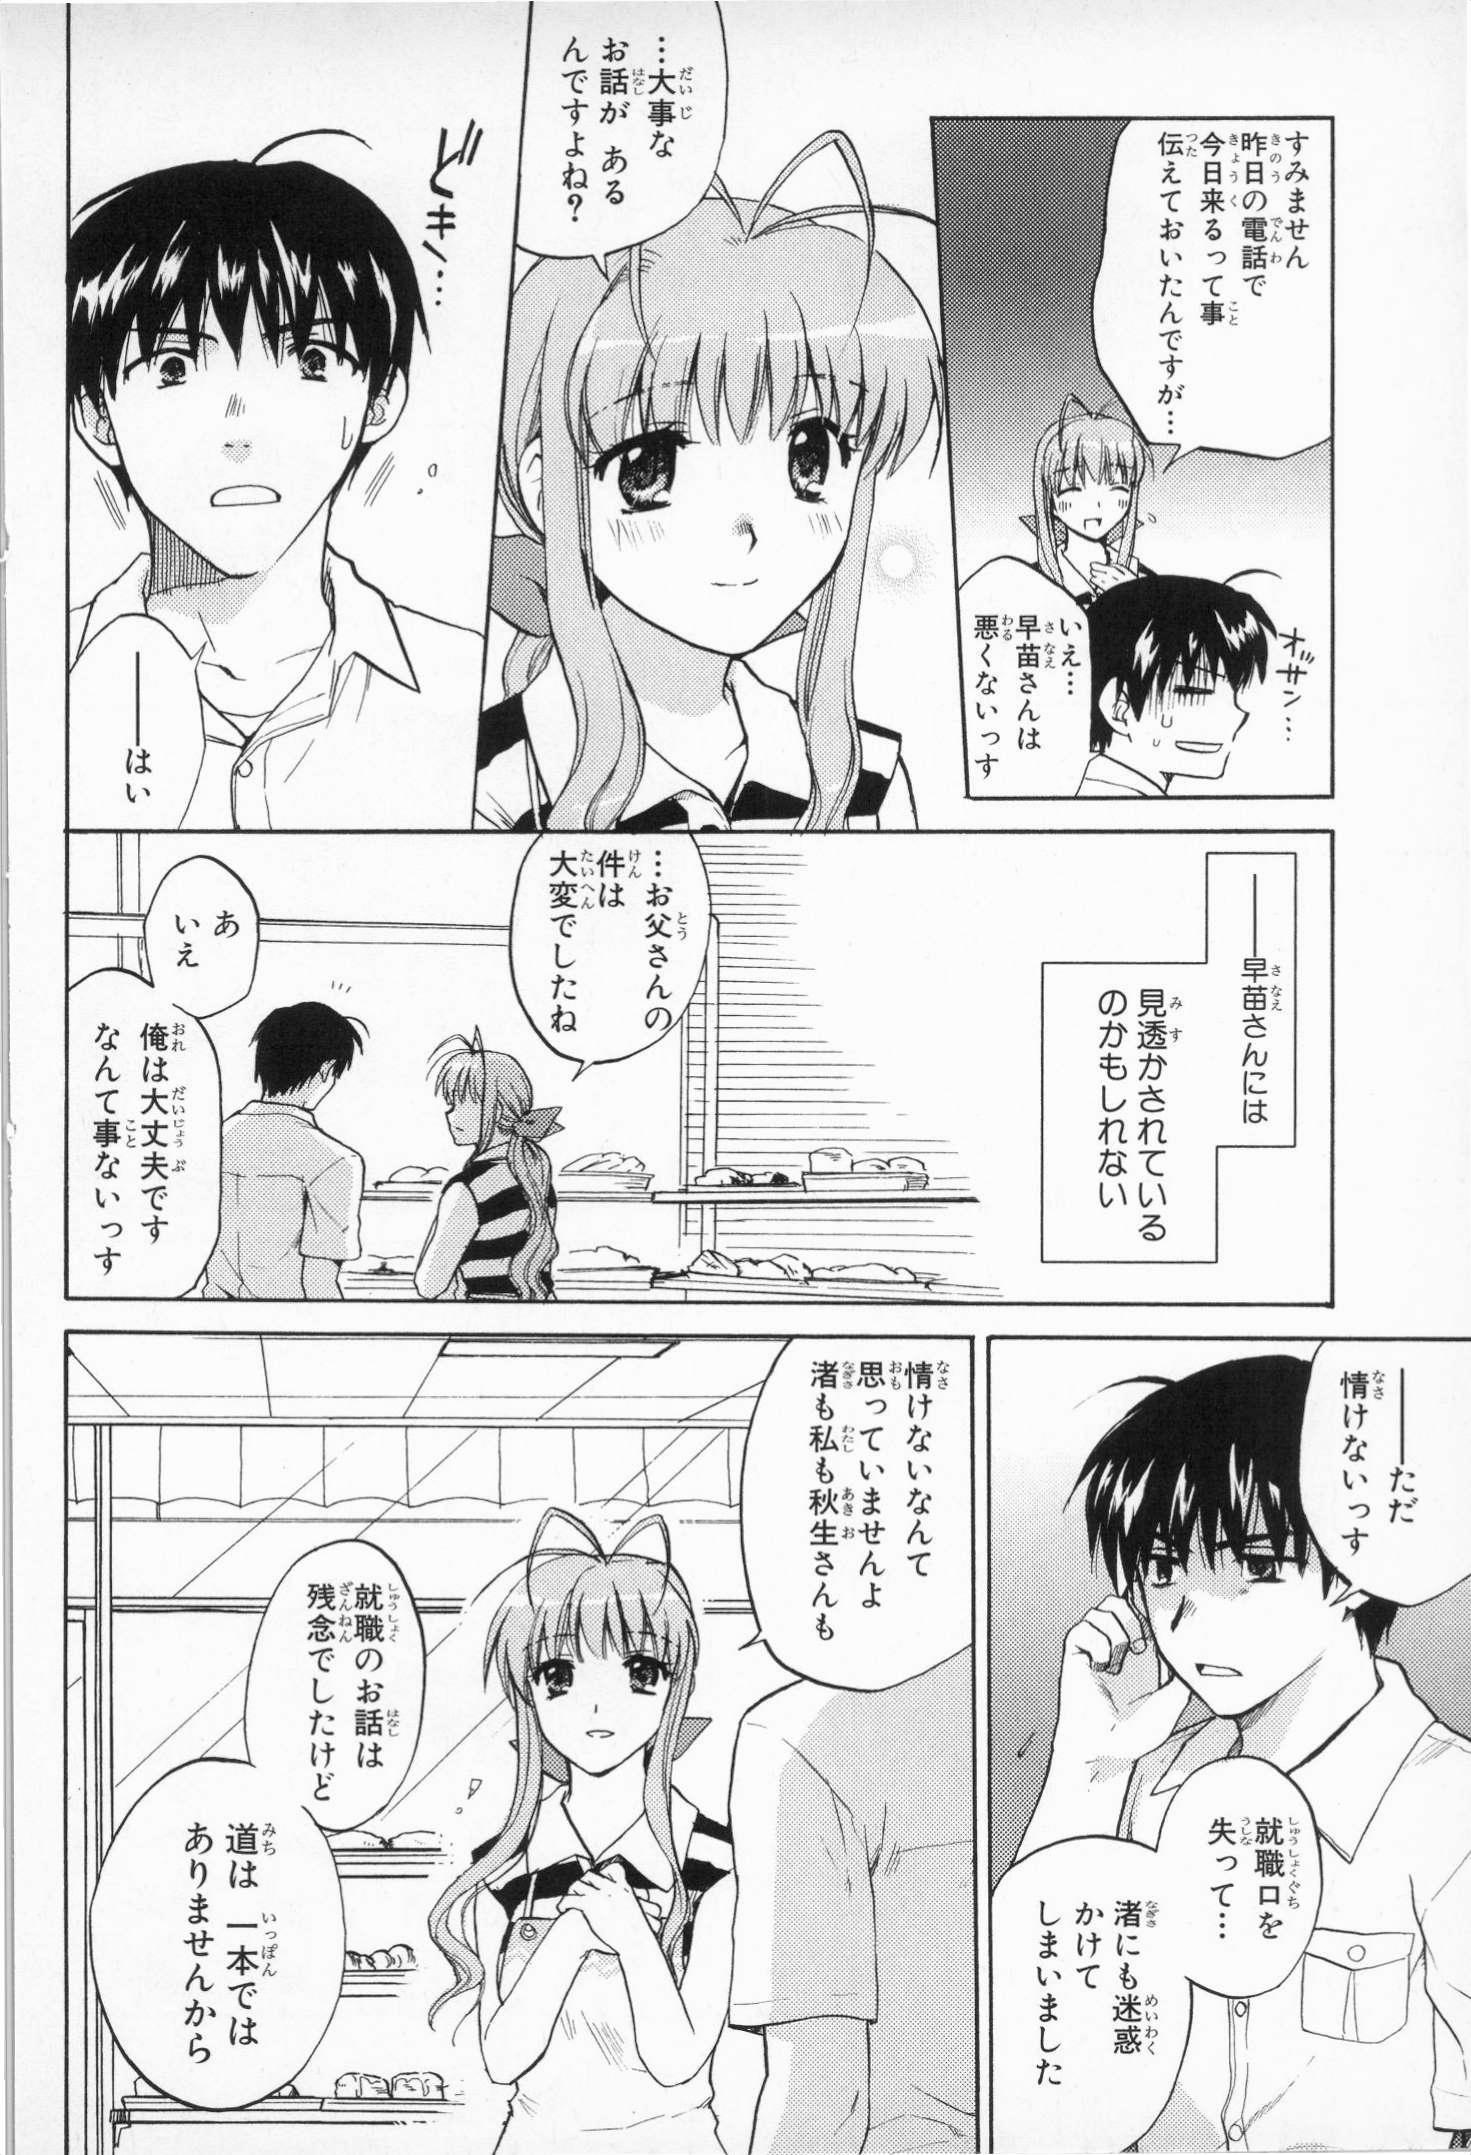 すみません
昨日の電話で
今日来るって事
伝えておいたんですが…
オッサン…
いえ…
早苗さんは
悪くないっす
…大事な
お話が ある
んですよね?
ドキン…
──はい
──早苗さんには
見透かされている
のかもしれない
…お父さんの
件は
大変でしたね
あ
いえ
俺は大丈夫です
なんて事ないっす
──ただ
情けないっす
就職口を
失って…
渚にも迷惑
かけて
しまいました
情けないなんて
思っていませんよ
渚も私も秋生さんも
就職のお話は
残念でしたけど
道は 一本では
ありませんから